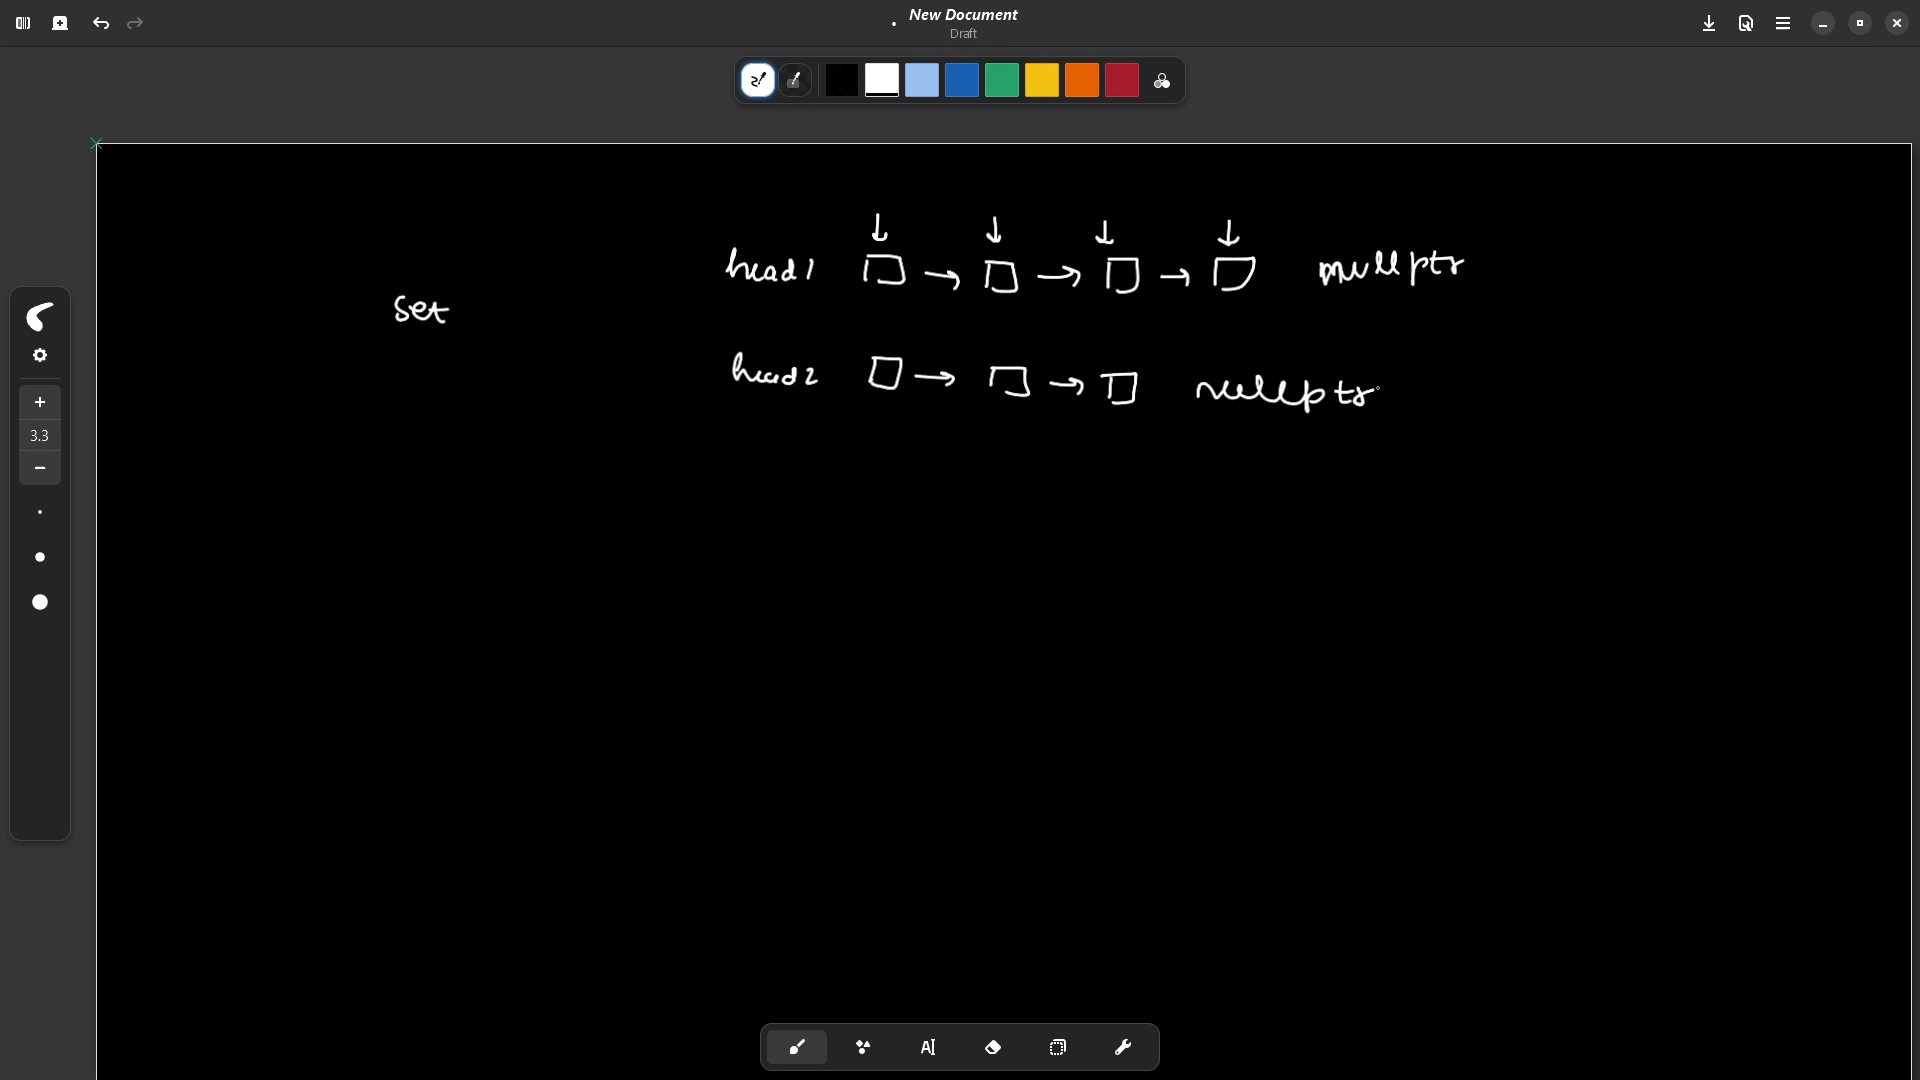 New Document
Draft
head1 nullptr
set
head2 nullptr
3.3